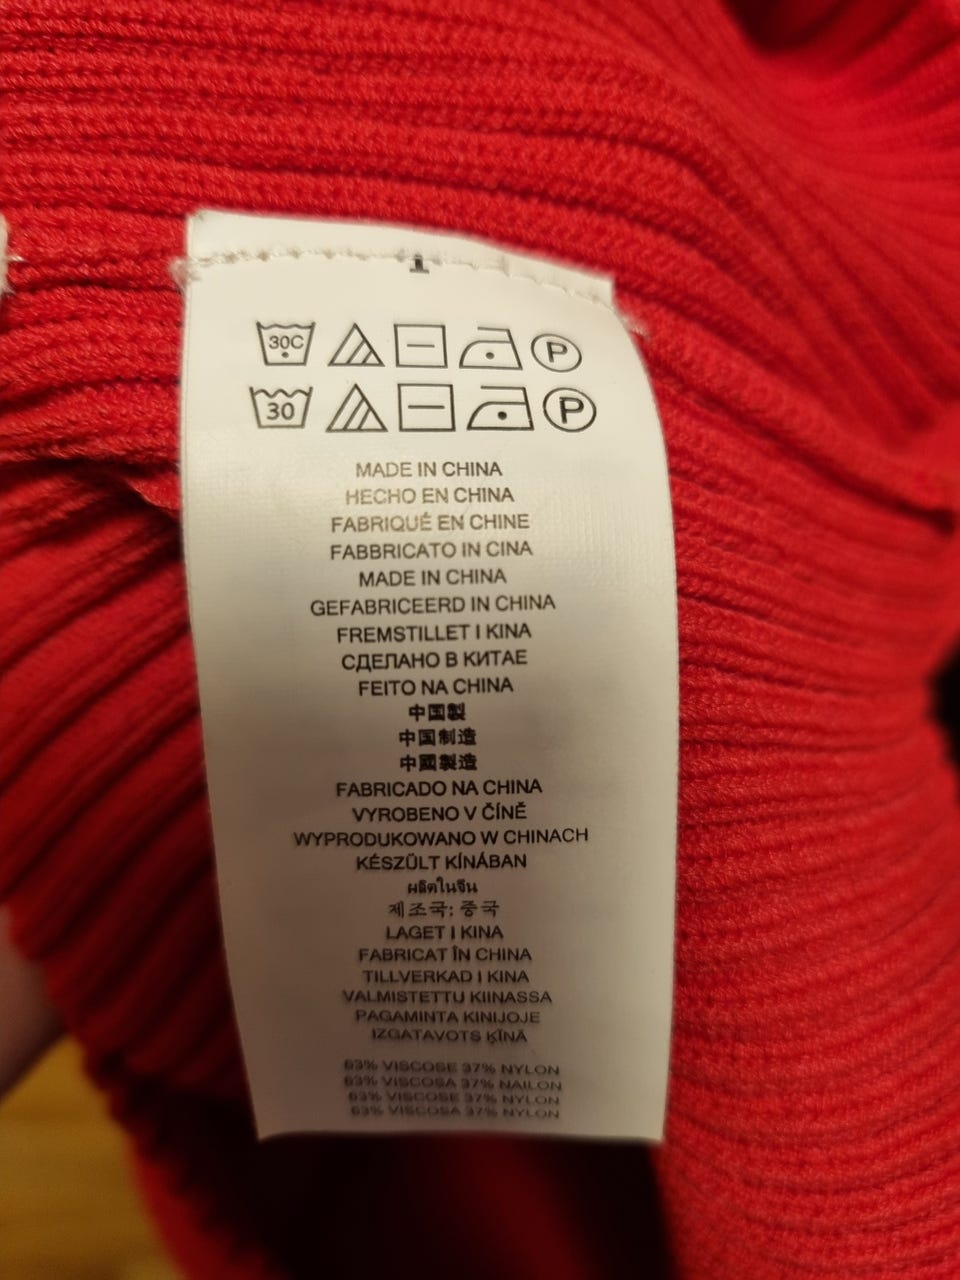 1
30C P
30 P
MADE IN CHINA
HECHO EN CHINA
FABRIQUÉ EN CHINE
FABBRICATO IN CINA
MADE IN CHINA
GEFABRICEERD IN CHINA
FREMSTILLET I KINA
СДЕЛАНО В КИТАЕ
FEITO NA CHINA
中国製
中国制造
中國製造
FABRICADO NA CHINA
VYROBENO V ČÍNĚ
WYPRODUKOWANO W CHINACH
KÉSZÜLT KÍNÁBAN
ผลิตในจีน
제조국: 중국
LAGET I KINA
FABRICAT ÎN CHINA
TILLVERKAD I KINA
VALMISTETTU KIINASSA
PAGAMINTA KINIJOJE
IZGATAVOTS ĶĪNĀ
63% VISCOSE 37% NYLON
63% VISCOSA 37% NAILON
63% VISCOSE 37% NYLON
63% VISCOSA 37% NYLON